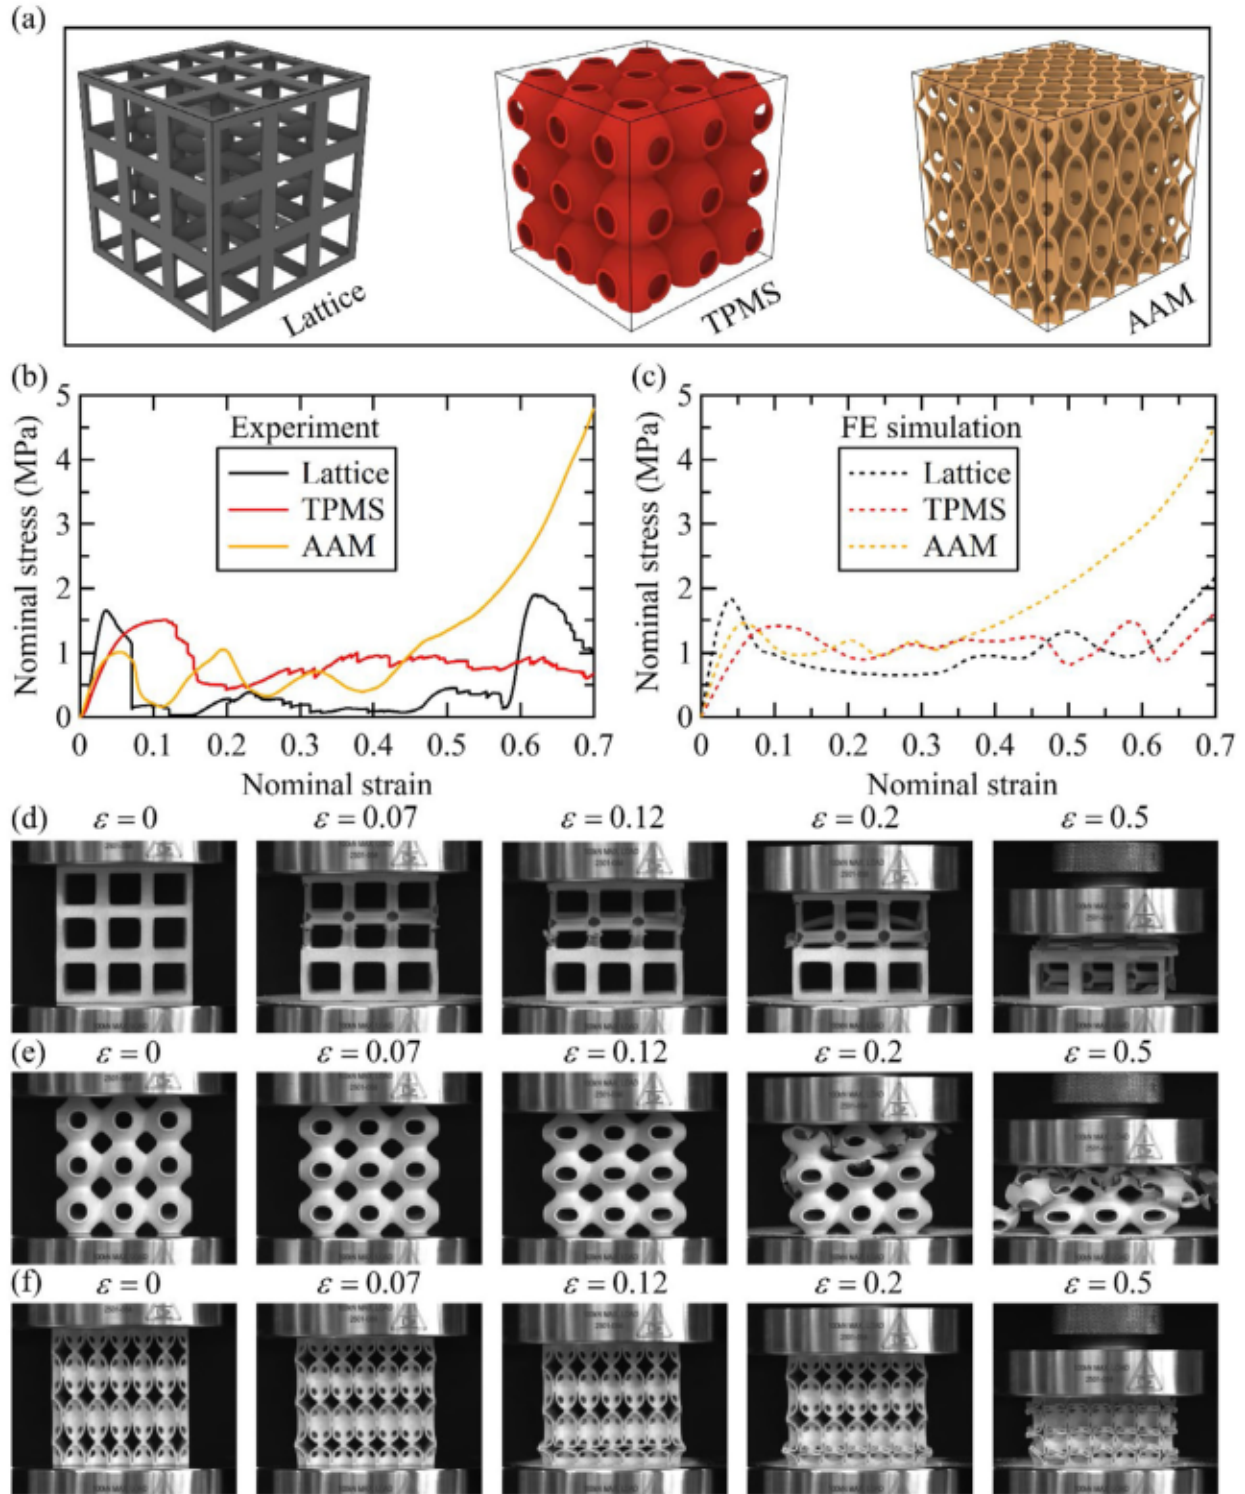 (a)
Lattice
TPMS
AAM
(b)
Nominal stress (MPa)
5
4
3
2
1
0
Experiment
Lattice
TPMS
AAM
0 0.1 0.2 0.3 0.4 0.5 0.6 0.7
Nominal strain
(c)
Nominal stress (MPa)
5
4
3
2
1
0
FE simulation
Lattice
TPMS
AAM
0 0.1 0.2 0.3 0.4 0.5 0.6 0.7
Nominal strain
(d)
ε = 0 ε = 0.07 ε = 0.12 ε = 0.2 ε = 0.5
(e)
ε = 0 ε = 0.07 ε = 0.12 ε = 0.2 ε = 0.5
(f)
ε = 0 ε = 0.07 ε = 0.12 ε = 0.2 ε = 0.5